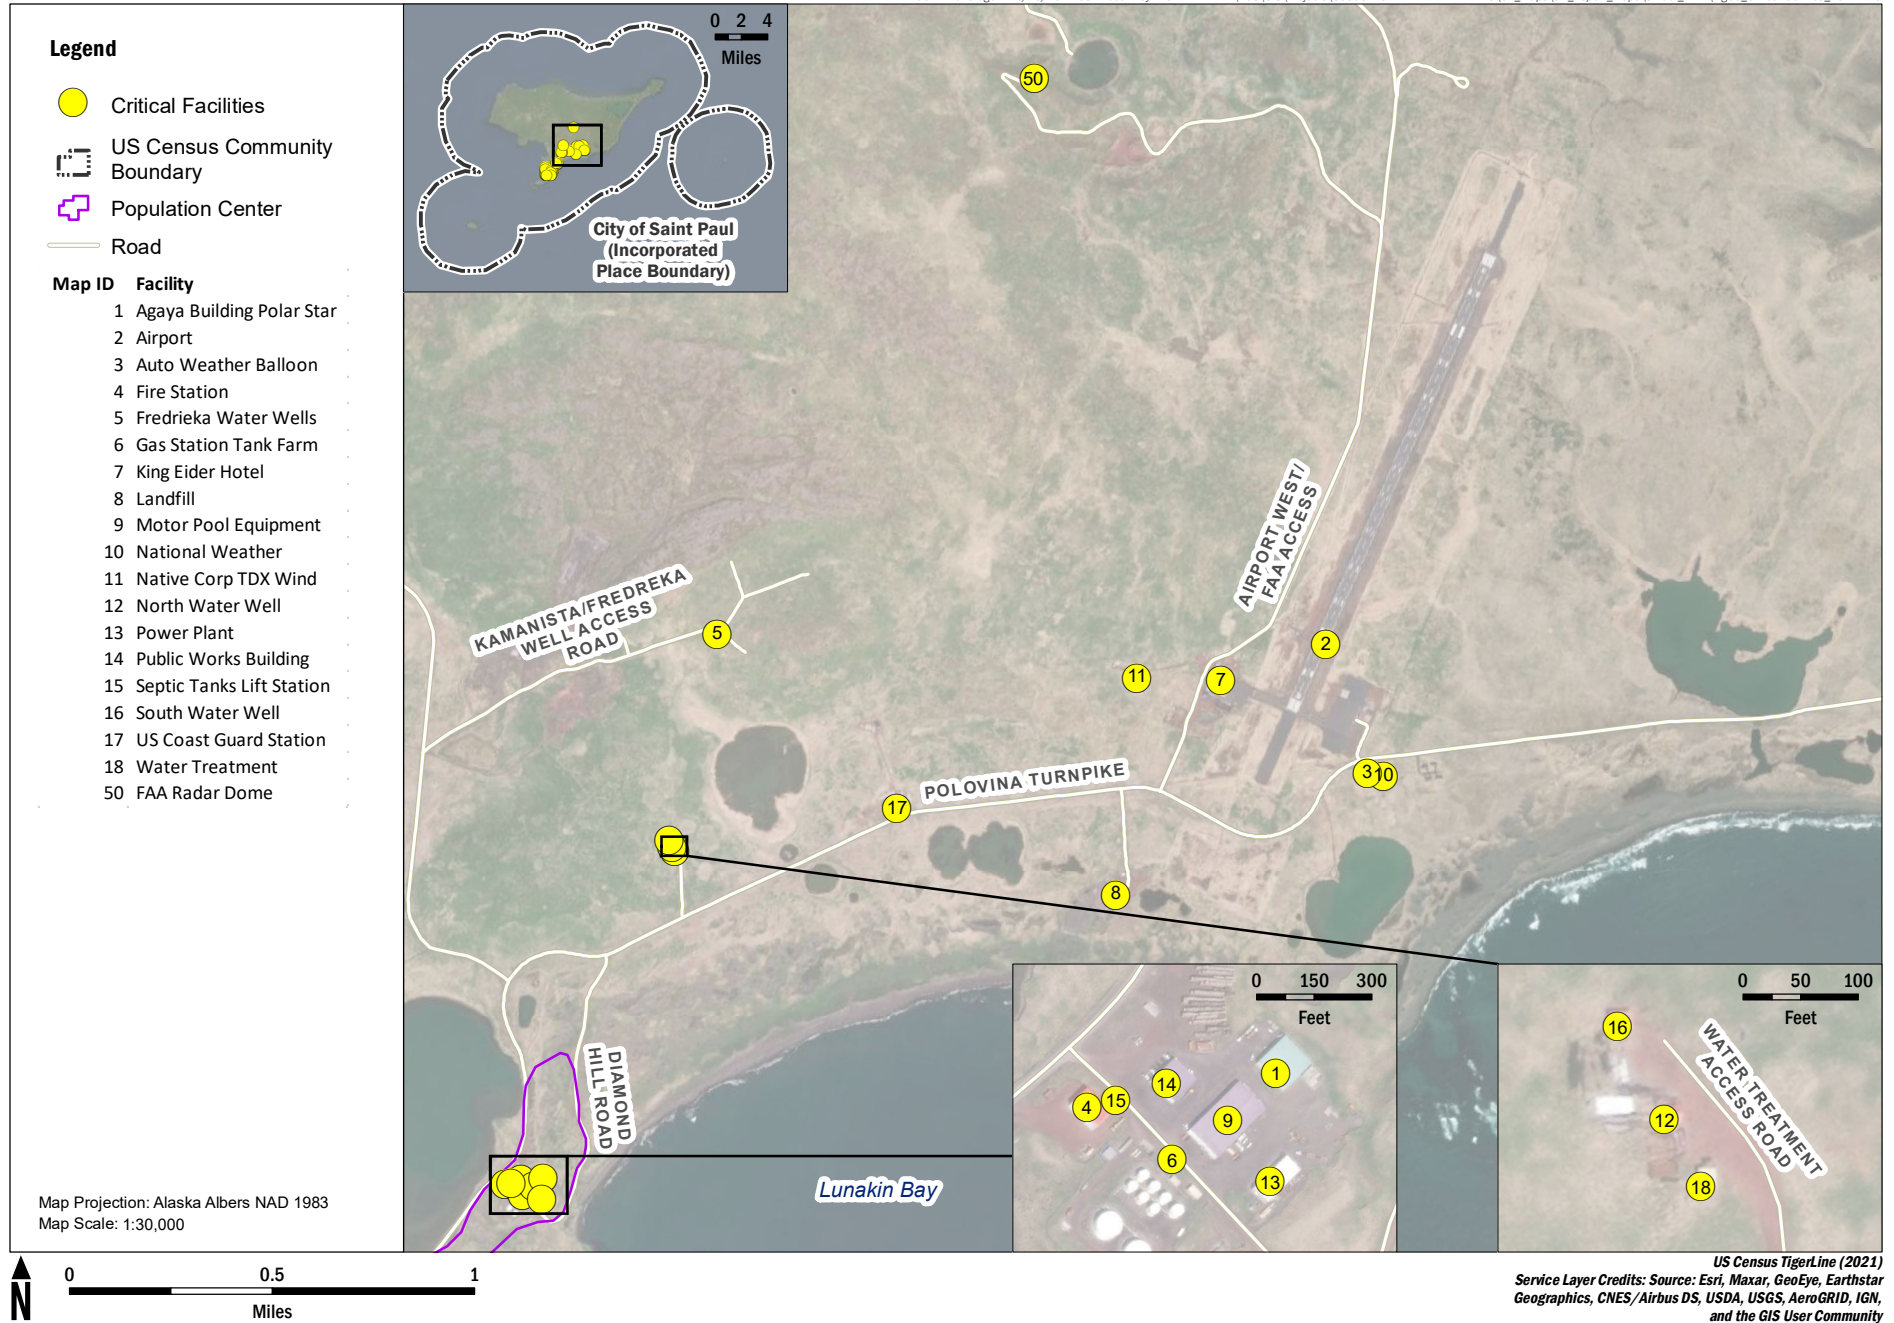 Legend
Critical Facilities
US Census Community
Boundary
Population Center
Road
Map ID Facility
1 Agaya Building Polar Star
2 Airport
3 Auto Weather Balloon
4 Fire Station
5 Fredrieka Water Wells
6 Gas Station Tank Farm
7 King Eider Hotel
8 Landfill
9 Motor Pool Equipment
10 National Weather
11 Native Corp TDX Wind
12 North Water Well
13 Power Plant
14 Public Works Building
15 Septic Tanks Lift Station
16 South Water Well
17 US Coast Guard Station
18 Water Treatment
50 FAA Radar Dome
Map Projection: Alaska Albers NAD 1983
Map Scale: 1:30,000
0 2 4
Miles
City of Saint Paul
(Incorporated
Place Boundary)
50
AIRPORT WEST/
FAA ACCESS
KAMANISTA/FREDREKA
WELL ACCESS
ROAD
5
2
11
7
3
10
POLOVINA TURNPIKE
17
8
DIAMOND
HILL ROAD
Lunakin Bay
0 150 300
Feet
1
14
15
4
9
6
13
0 50 100
Feet
16
WATER TREATMENT
ACCESS ROAD
12
18
N
0 0.5 1
Miles
US Census TigerLine (2021)
Service Layer Credits: Source: Esri, Maxar, GeoEye, Earthstar
Geographics, CNES/Airbus DS, USDA, USGS, AeroGRID, IGN,
and the GIS User Community